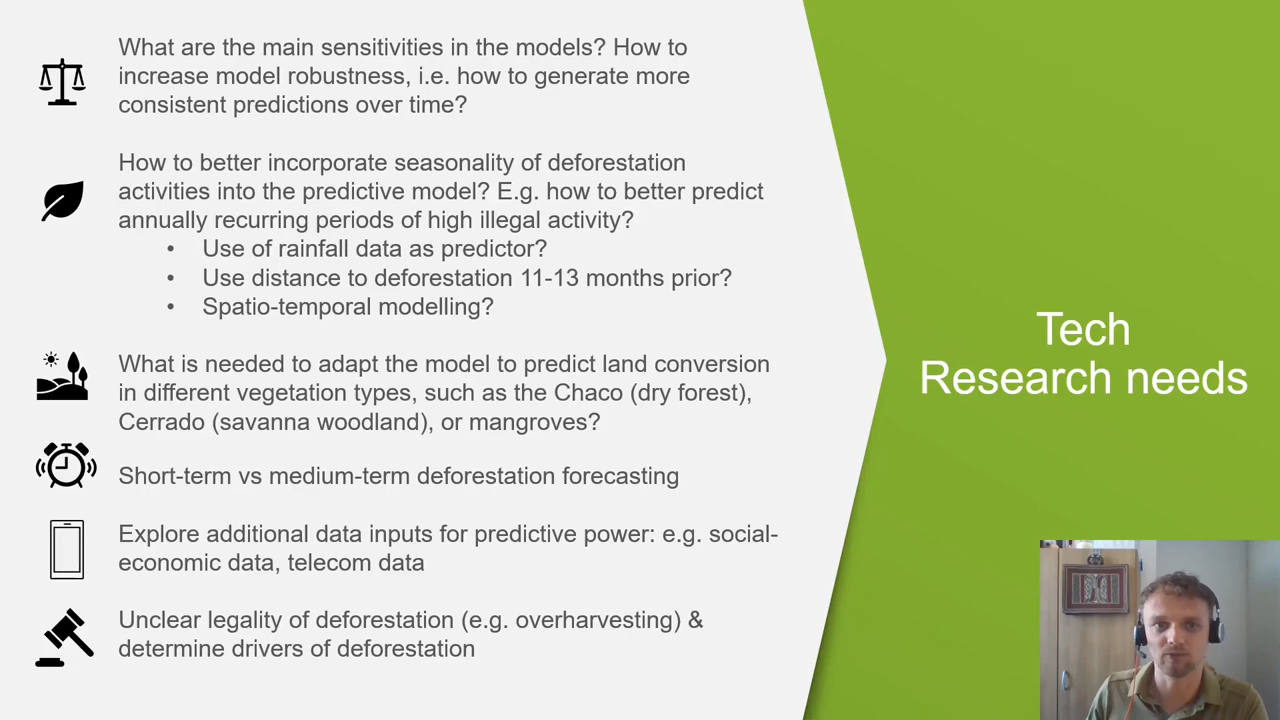 What are the main sensitivities in the models? How to
increase model robustness, i.e. how to generate more
consistent predictions over time?
How to better incorporate seasonality of deforestation
activities into the predictive model? E.g. how to better predict
annually recurring periods of high illegal activity?
• Use of rainfall data as predictor?
• Use distance to deforestation 11-13 months prior?
• Spatio-temporal modelling?
What is needed to adapt the model to predict land conversion
in different vegetation types, such as the Chaco (dry forest),
Cerrado (savanna woodland), or mangroves?
Short-term vs medium-term deforestation forecasting
Explore additional data inputs for predictive power: e.g. social-
economic data, telecom data
Unclear legality of deforestation (e.g. overharvesting) &
determine drivers of deforestation
Tech
Research needs